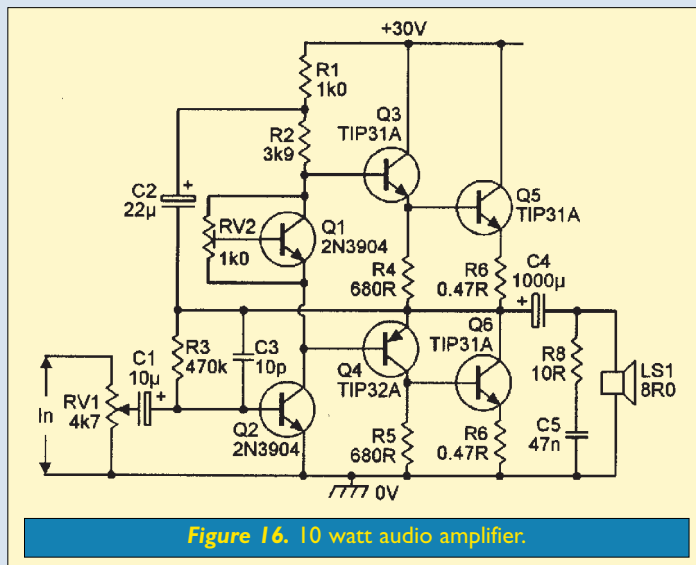 +30V
R1
1k0
Q3
TIP31A
R2
3k9
C2
22μ
+
Q5
TIP31A
RV2
1k0
Q1
2N3904
R4
680R
R6
0.47R
C4
1000μ
+
Q6
TIP31A
R3
470k
C3
10p
C1
10μ
+
Q4
TIP32A
R8
10R
LS1
8R0
In
RV1
4k7
Q2
2N3904
R5
680R
R6
0.47R
C5
47n
0V
Figure 16. 10 watt audio amplifier.